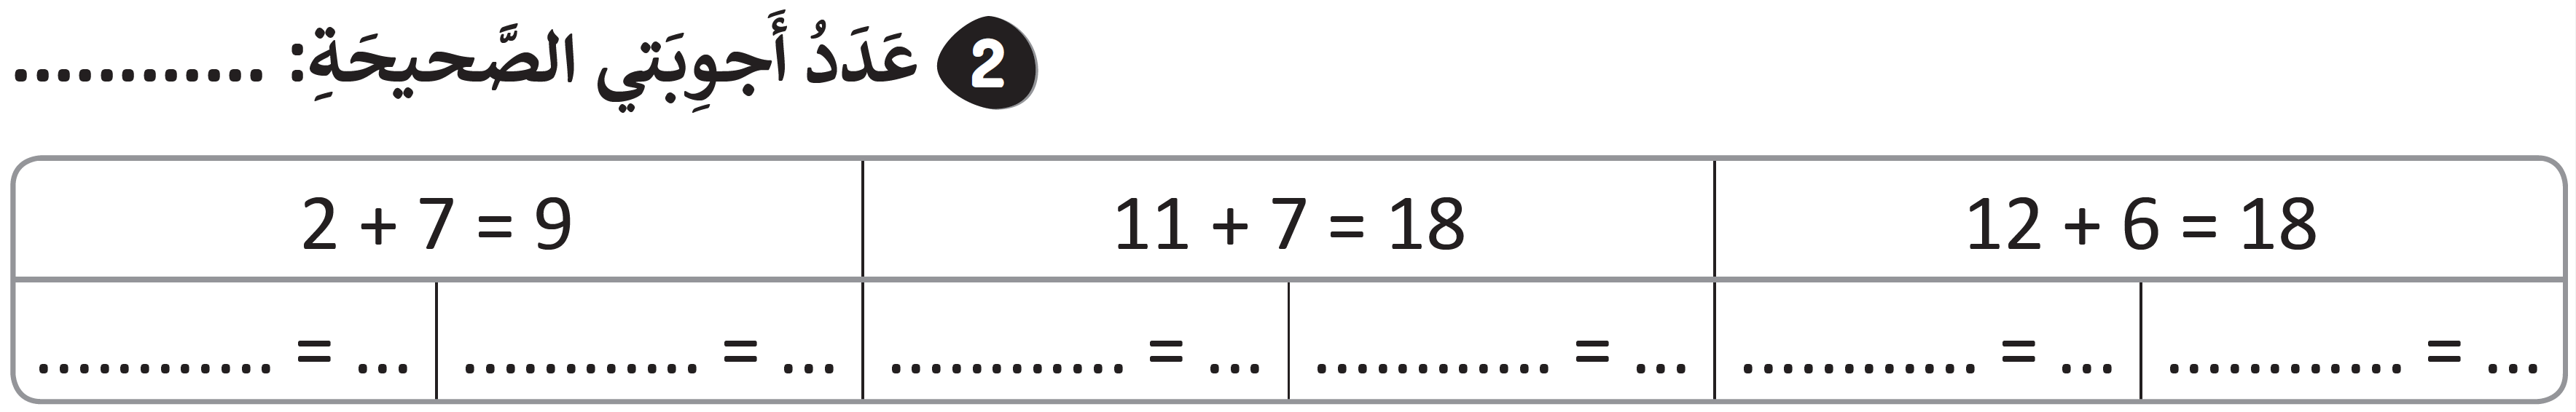 2 عَدَدُ أَجوِبَتي الصَّحيحَةِ: ............
2 + 7 = 9 11 + 7 = 18 12 + 6 = 18
............ = ... ............ = ... ............ = ... ............ = ... ............ = ... ............ = ...